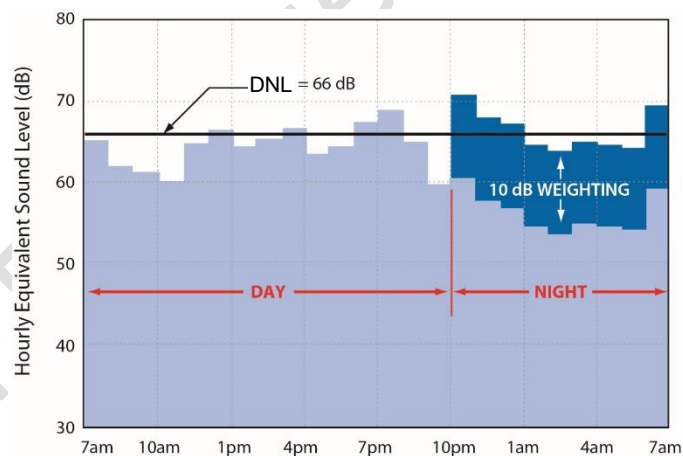 80
70
60
50
40
30
Hourly Equivalent Sound Level (dB)
DNL = 66 dB
10 dB WEIGHTING
DAY
NIGHT
7am 10am 1pm 4pm 7pm 10pm 1am 4am 7am